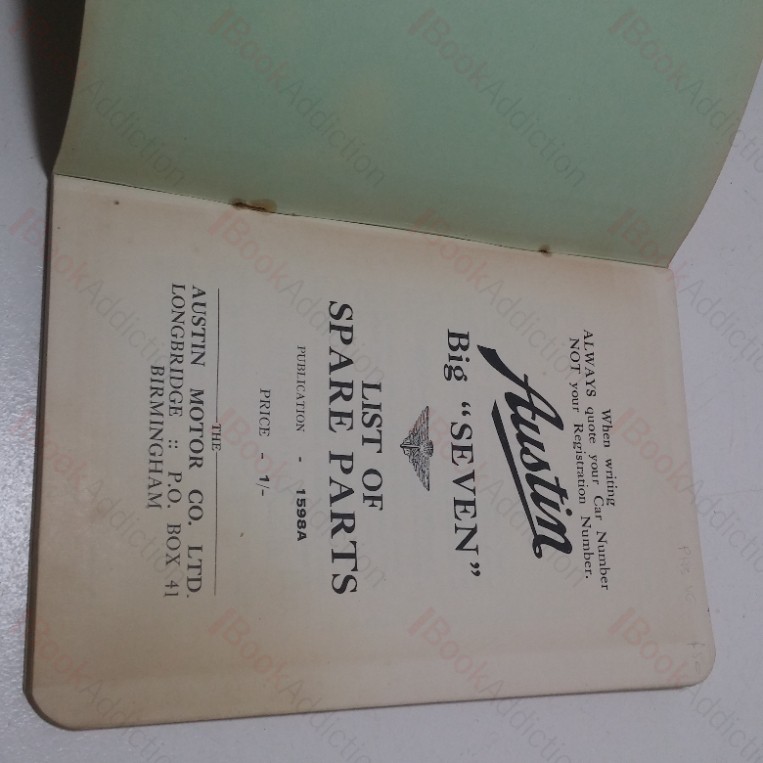 When writing
ALWAYS quote your Car Number
NOT your Registration Number.
Austin
Big “SEVEN”
LIST OF
SPARE PARTS
PUBLICATION - 1598A
PRICE - 1/-
THE
AUSTIN MOTOR CO. LTD.
LONGBRIDGE :: P.O. BOX 41
BIRMINGHAM
BookAddiction